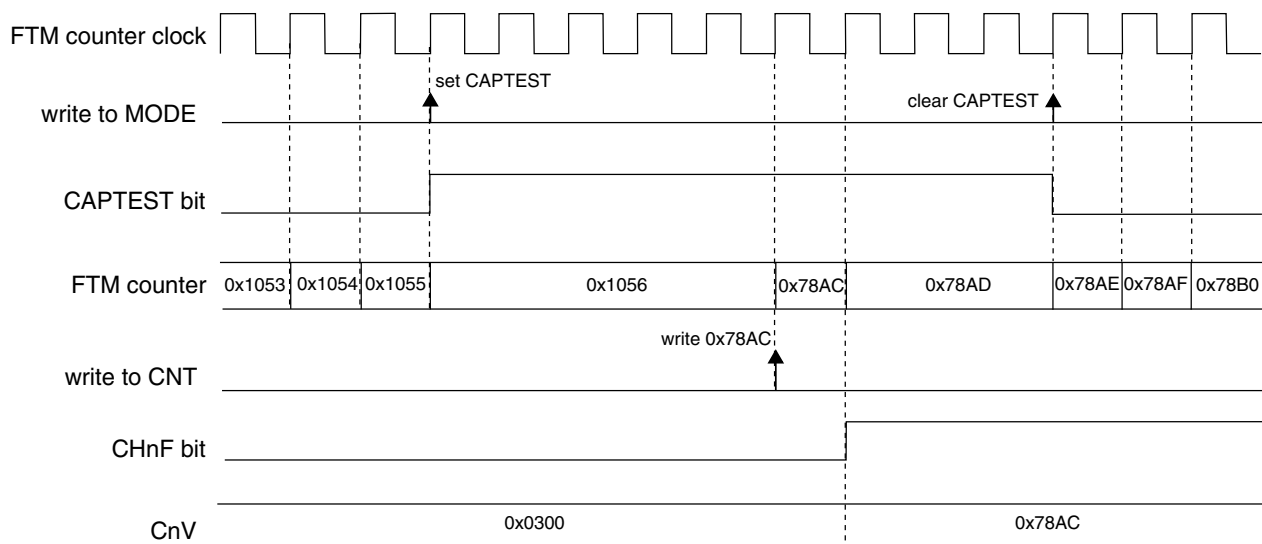 FTM counter clock
set CAPTEST
write to MODE
clear CAPTEST
CAPTEST bit
FTM counter
0x1053
0x1054
0x1055
0x1056
0x78AC
0x78AD
0x78AE
0x78AF
0x78B0
write 0x78AC
write to CNT
CHnF bit
CnV
0x0300
0x78AC